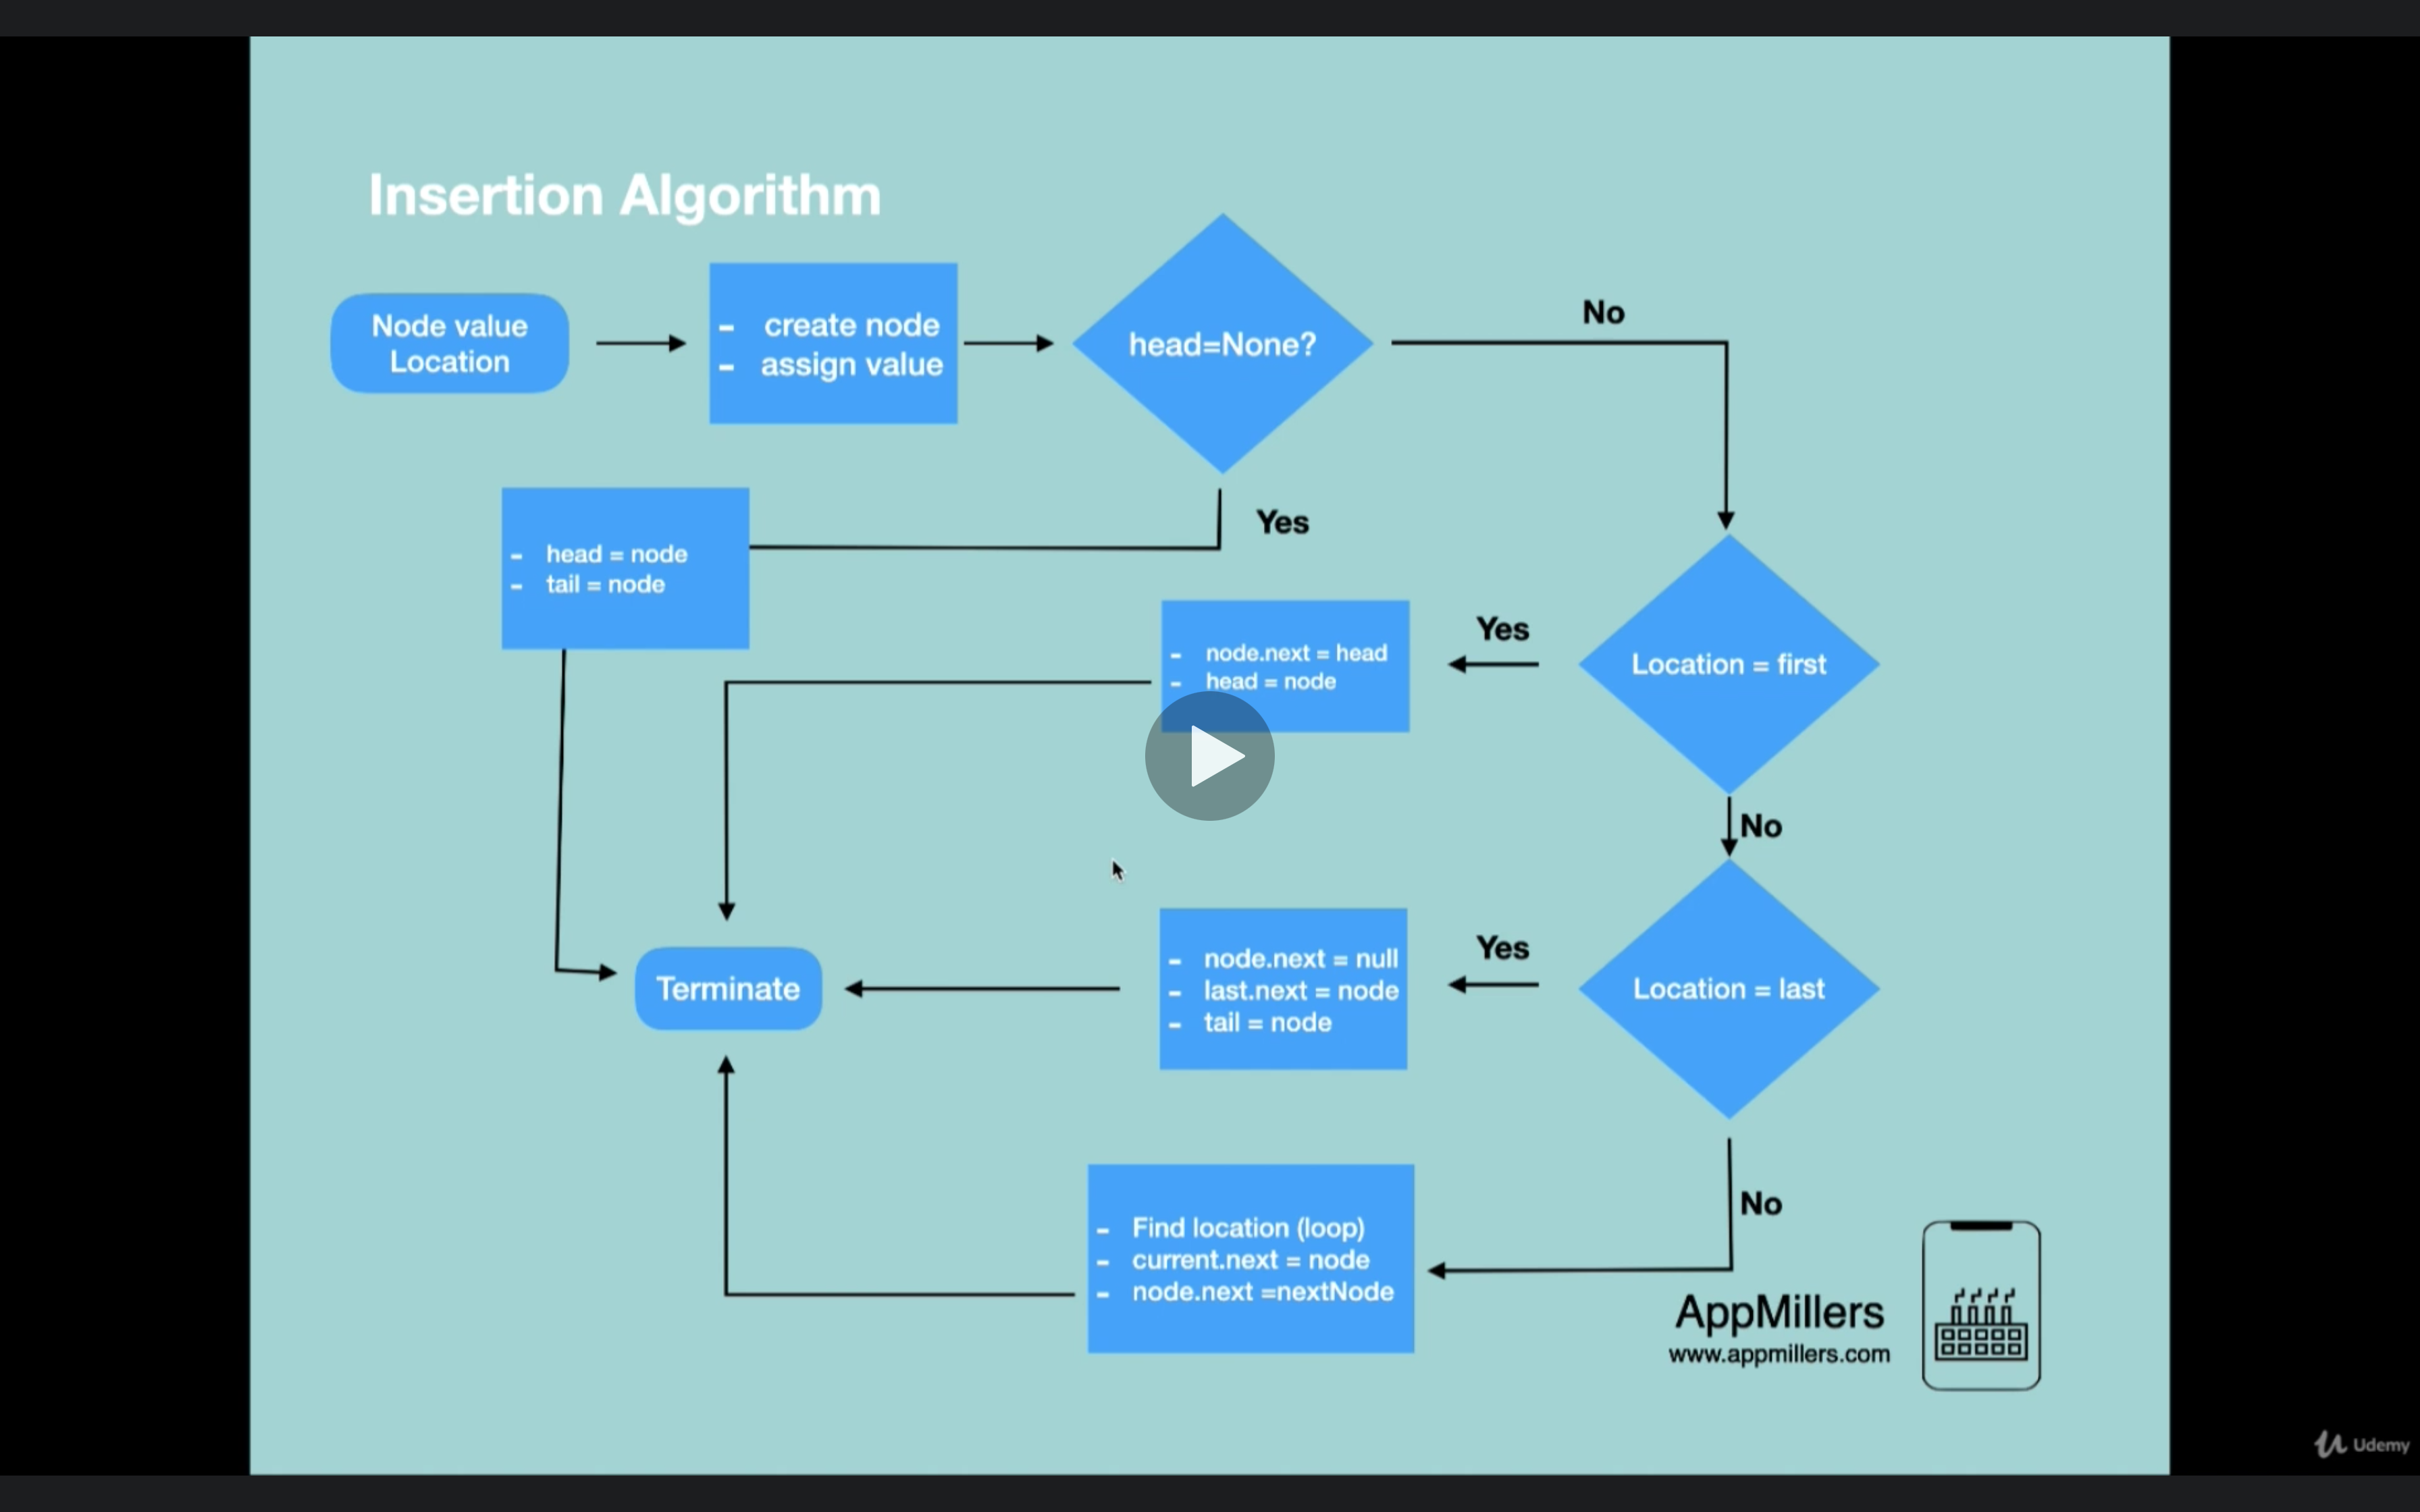 Insertion Algorithm
Node value
Location
- create node
- assign value
head=None?
No
Yes
- head = node
- tail = node
Location = first
Yes
- node.next = head
- head = node
No
Location = last
Yes
- node.next = null
- last.next = node
- tail = node
Terminate
No
- Find location (loop)
- current.next = node
- node.next =nextNode
AppMillers
www.appmillers.com
Udemy